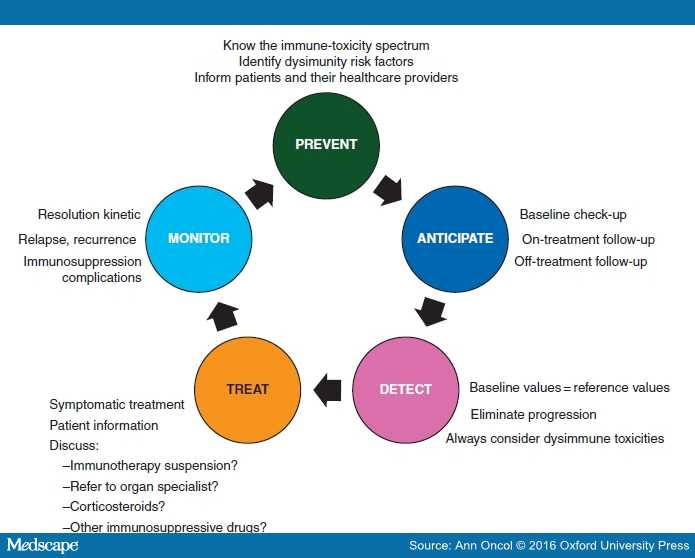 Know the immune-toxicity spectrum
Identify dysimunity risk factors
Inform patients and their healthcare providers
PREVENT
ANTICIPATE
Baseline check-up
On-treatment follow-up
Off-treatment follow-up
DETECT
Baseline values = reference values
Eliminate progression
Always consider dysimmune toxicities
TREAT
Symptomatic treatment
Patient information
Discuss:
–Immunotherapy suspension?
–Refer to organ specialist?
–Corticosteroids?
–Other immunosuppressive drugs?
MONITOR
Resolution kinetic
Relapse, recurrence
Immunosuppression
complications
Medscape
Source: Ann Oncol © 2016 Oxford University Press